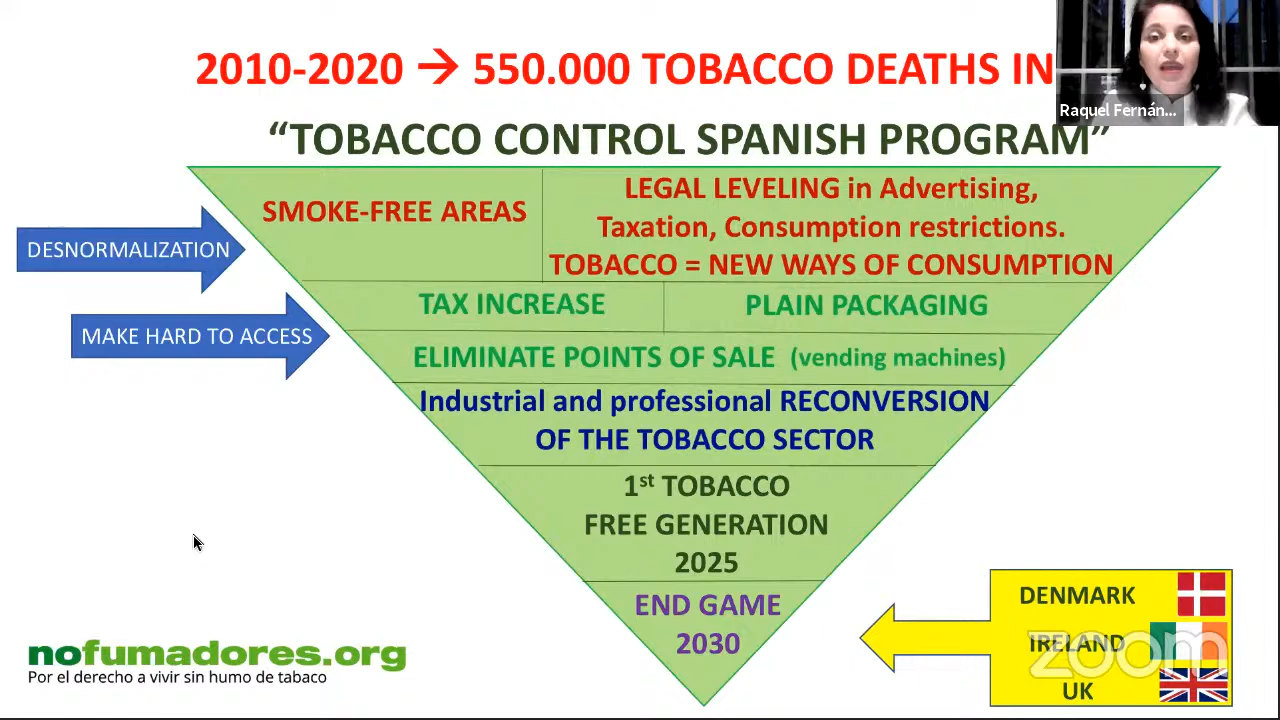 2010-2020 → 550.000 TOBACCO DEATHS IN
Raquel Fernán...
“TOBACCO CONTROL SPANISH PROGRAM”
SMOKE-FREE AREAS
LEGAL LEVELING in Advertising,
Taxation, Consumption restrictions.
TOBACCO = NEW WAYS OF CONSUMPTION
DESNORMALIZATION
TAX INCREASE
PLAIN PACKAGING
MAKE HARD TO ACCESS
ELIMINATE POINTS OF SALE (vending machines)
Industrial and professional RECONVERSION
OF THE TOBACCO SECTOR
1st TOBACCO
FREE GENERATION
2025
END GAME
2030
DENMARK
IRELAND
UK
zoom
nofumadores.org
Por el derecho a vivir sin humo de tabaco